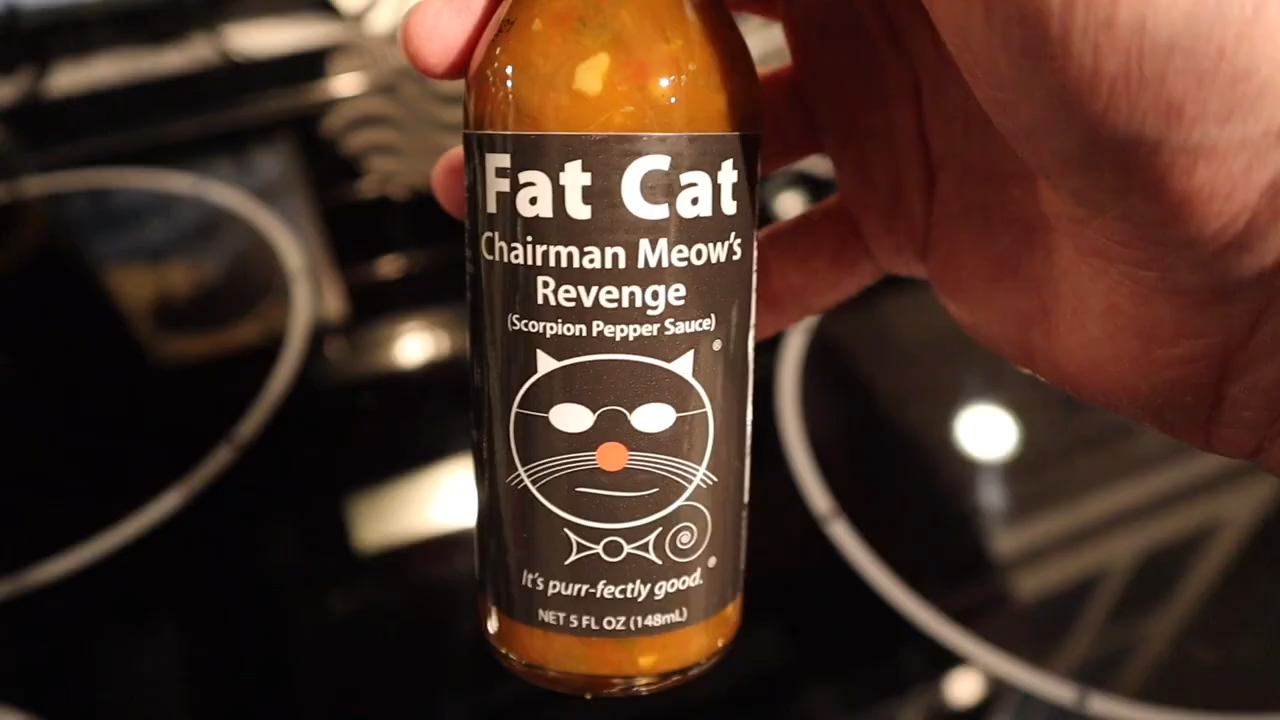 Fat Cat
Chairman Meow's
Revenge
(Scorpion Pepper Sauce)
®
It's purr-fectly good.®
NET 5 FL OZ (148mL)